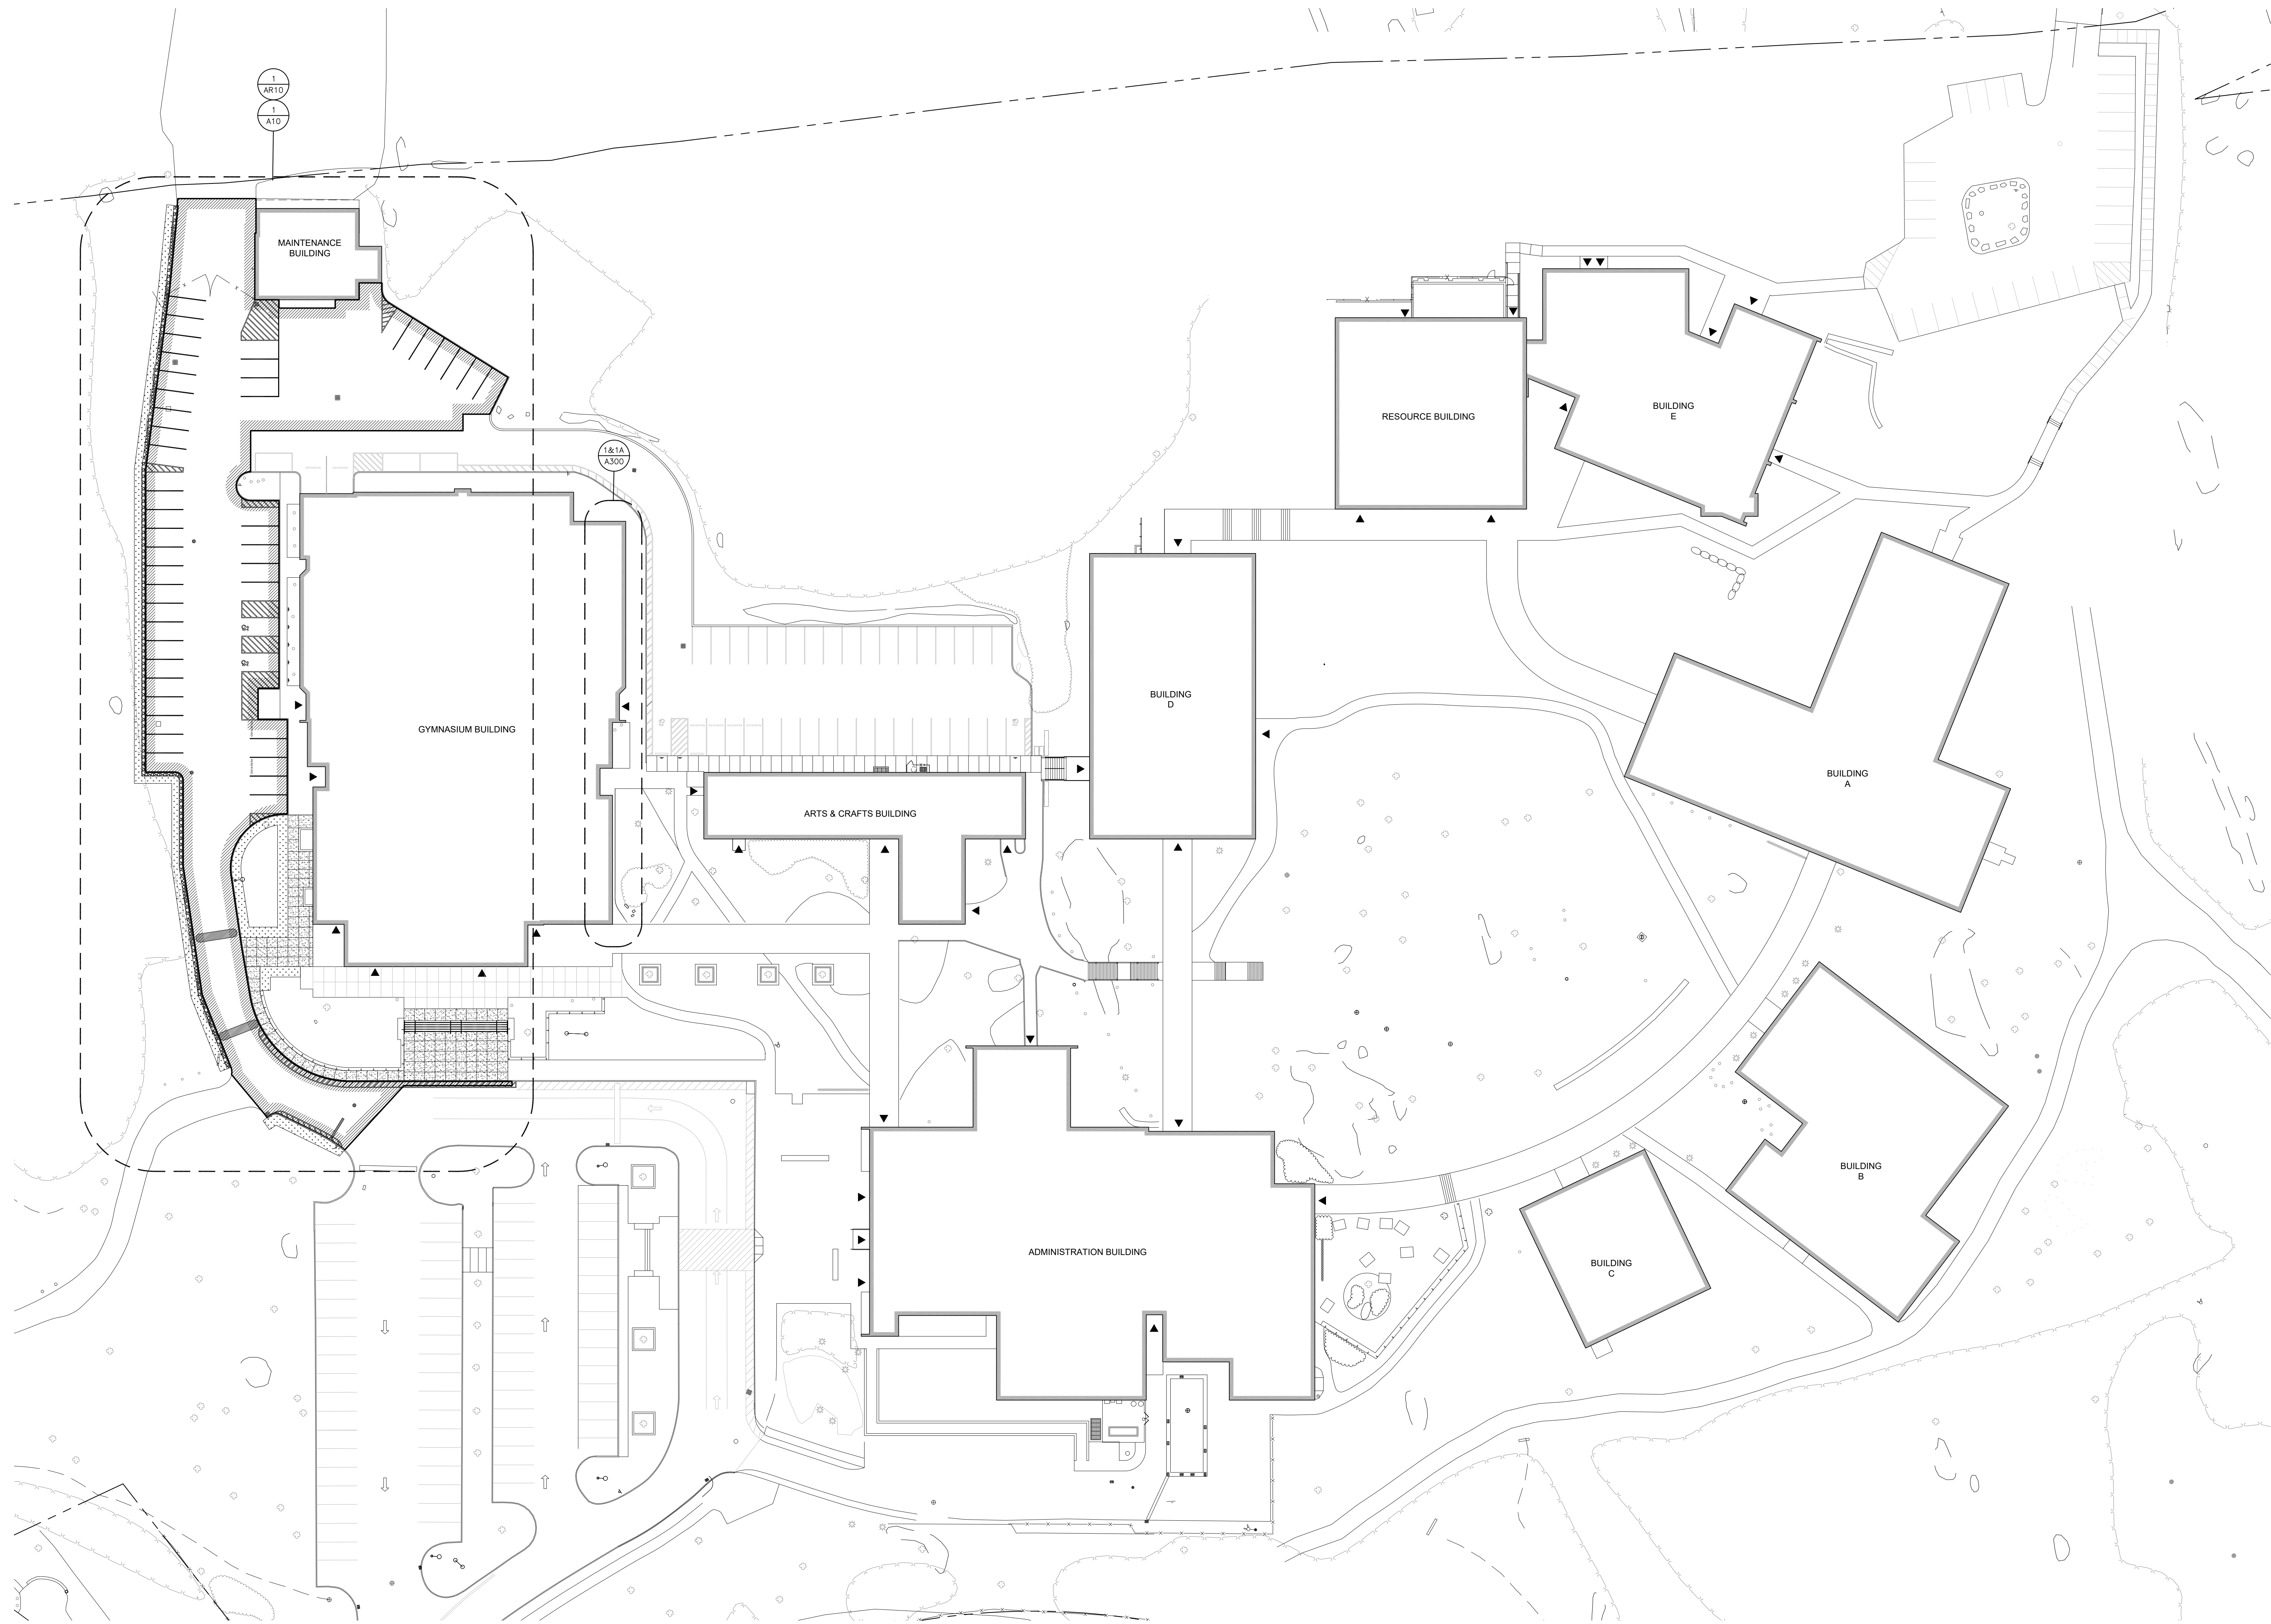 1
AR10
1
A10
MAINTENANCE
BUILDING
RESOURCE BUILDING
BUILDING
E
1&1A
A300
BUILDING
D
GYMNASIUM BUILDING
BUILDING
A
ARTS & CRAFTS BUILDING
BUILDING
B
ADMINISTRATION BUILDING
BUILDING
C